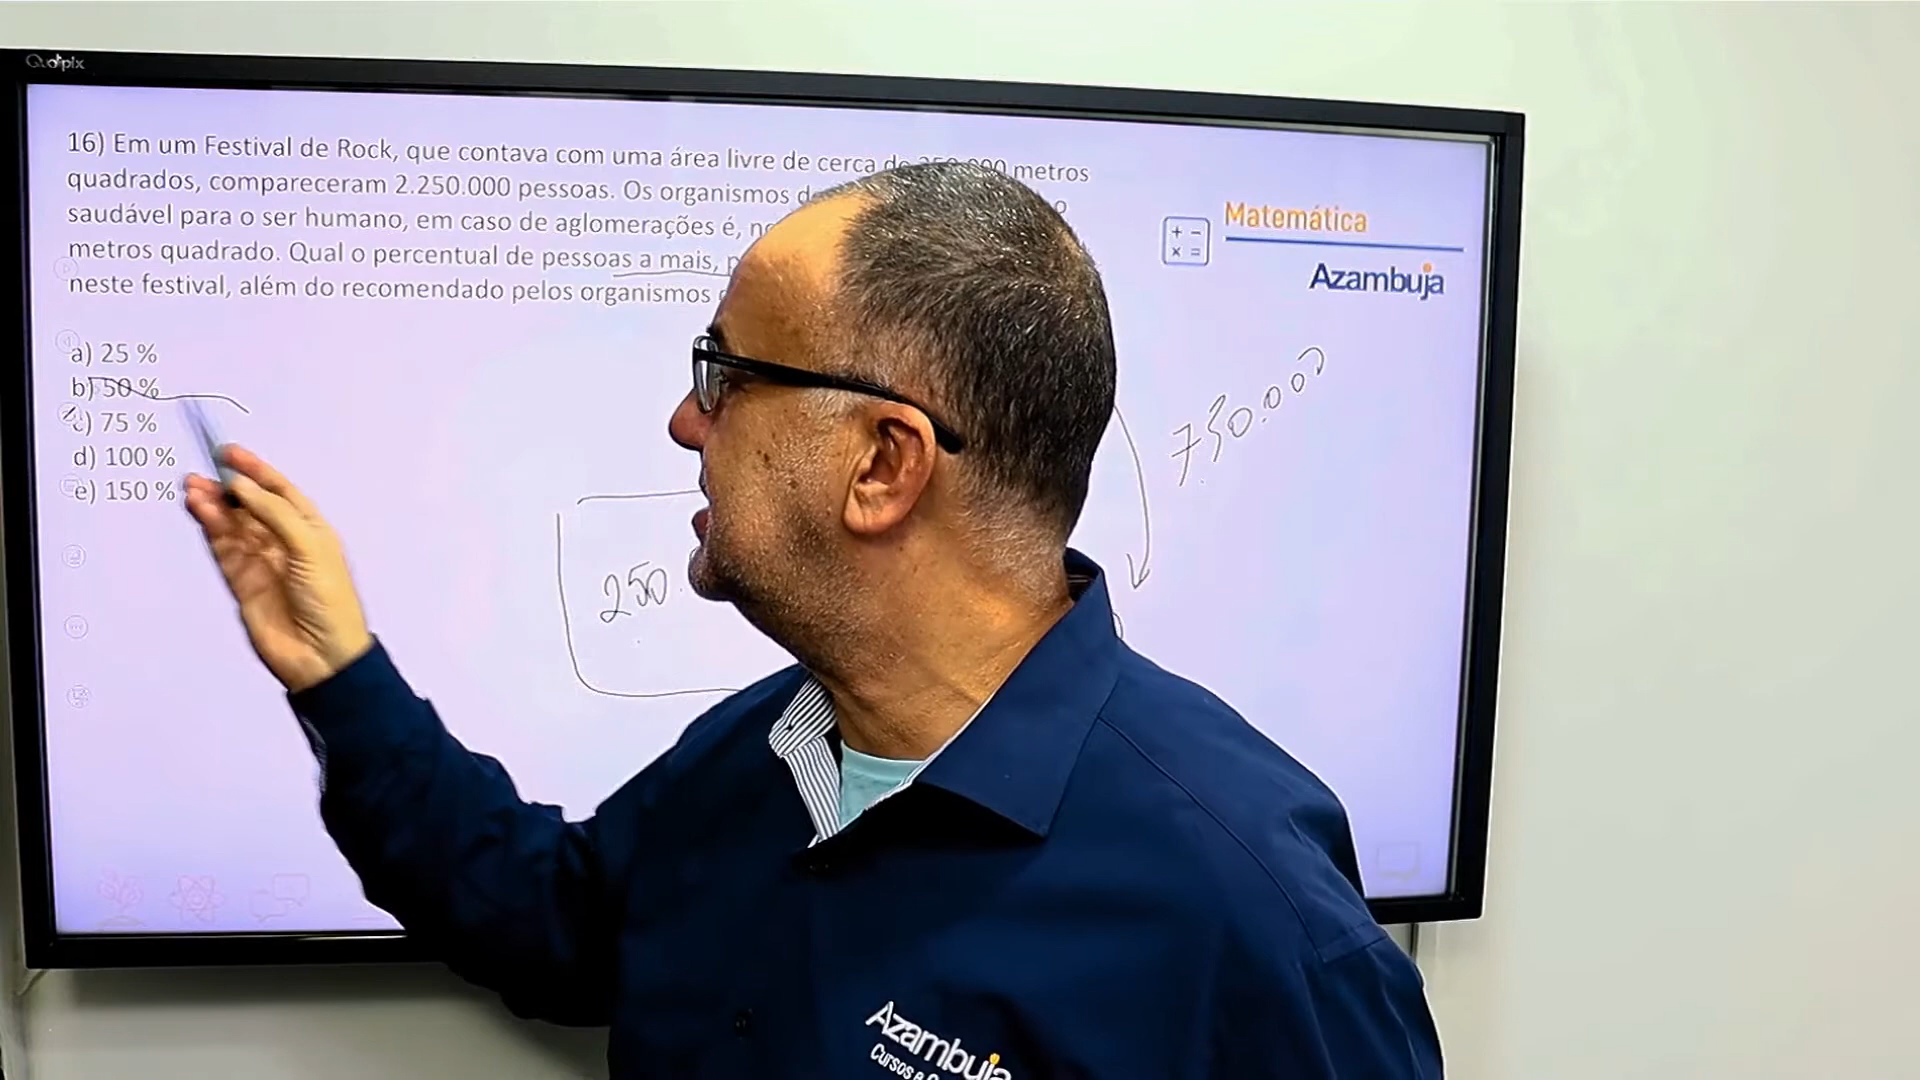 Quatpix
16) Em um Festival de Rock, que contava com uma área livre de cerca de 250.000 metros
quadrados, compareceram 2.250.000 pessoas. Os organismos
saudável para o ser humano, em caso de aglomerações é,
metros quadrado. Qual o percentual de pessoas a mais,
neste festival, além do recomendado pelos organismos
a) 25 %
b) 50 %
c) 75 %
d) 100 %
e) 150 %
Matemática
Azambuja
750.000
250.
Azambuja
Cursos e